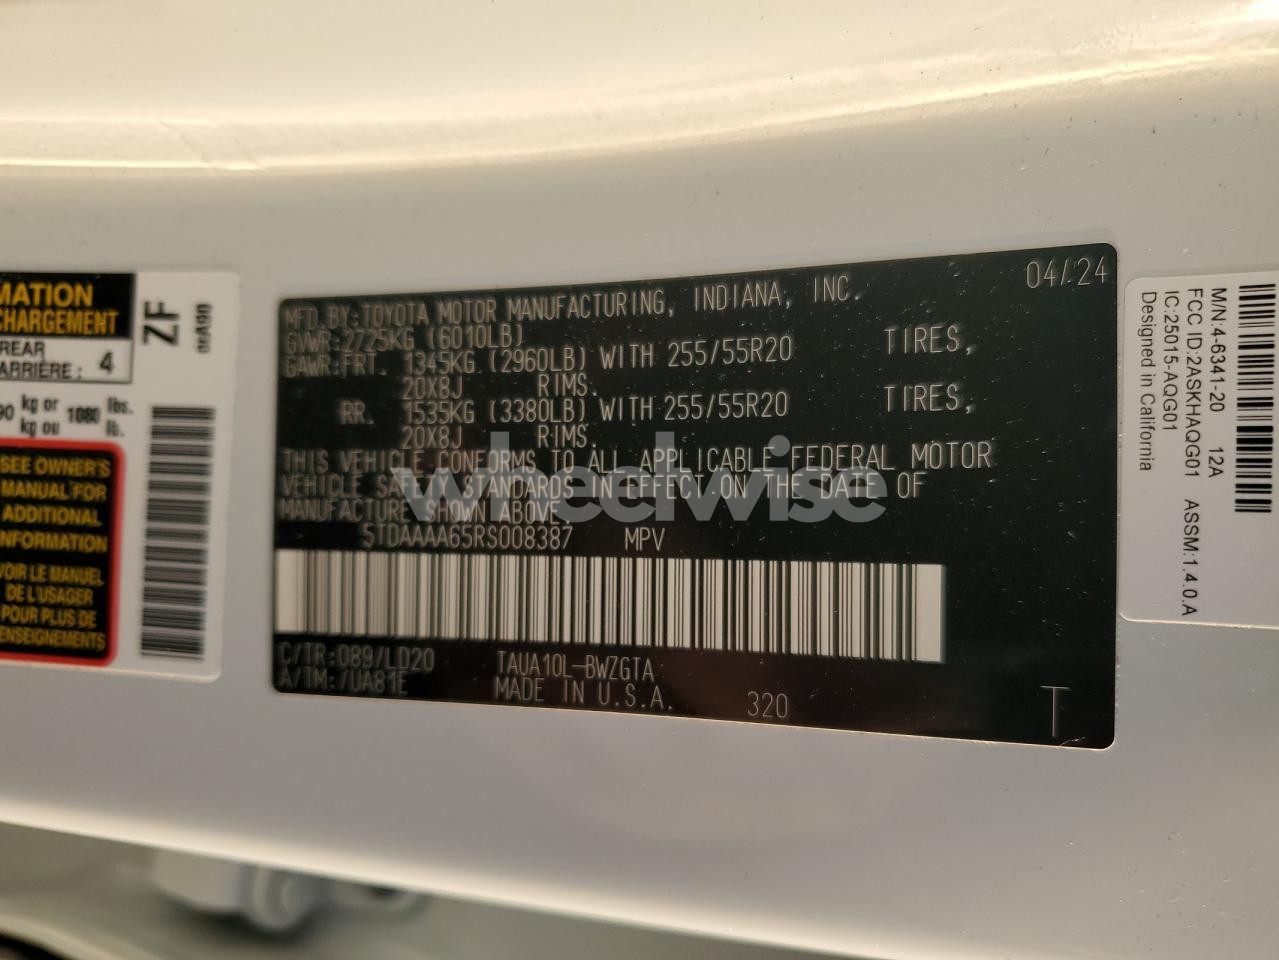 MATION
CHARGEMENT
REAR
ARRIÈRE : 4
90 kg or 1080 lbs.
kg ou lb.
SEE OWNER'S
MANUAL FOR
ADDITIONAL
INFORMATION
VOIR LE MANUEL
DE L'USAGER
POUR PLUS DE
RENSEIGNEMENTS
ZF
04/24
MFD. BY: TOYOTA MOTOR MANUFACTURING, INDIANA, INC.
GVWR: 2725KG (6010LB)
GAWR: FRT. 1345KG (2960LB) WITH 255/55R20 TIRES,
20X8J RIMS.
RR. 1535KG (3380LB) WITH 255/55R20 TIRES,
20X8J RIMS.
THIS VEHICLE CONFORMS TO ALL APPLICABLE FEDERAL MOTOR
VEHICLE SAFETY STANDARDS IN EFFECT ON THE DATE OF
MANUFACTURE SHOWN ABOVE.
5TDAAAA65RS008387 MPV
C/TR: 089/LD20 TAUA10L-BWZGTA
A/TM: /UA81E MADE IN U.S.A. 320
T
wheelwise
M/N: 4-6341-20 12A
FCC ID:2ASKHAQG01 ASSM:1.4.0.A
IC:25015-AQG01
Designed in California